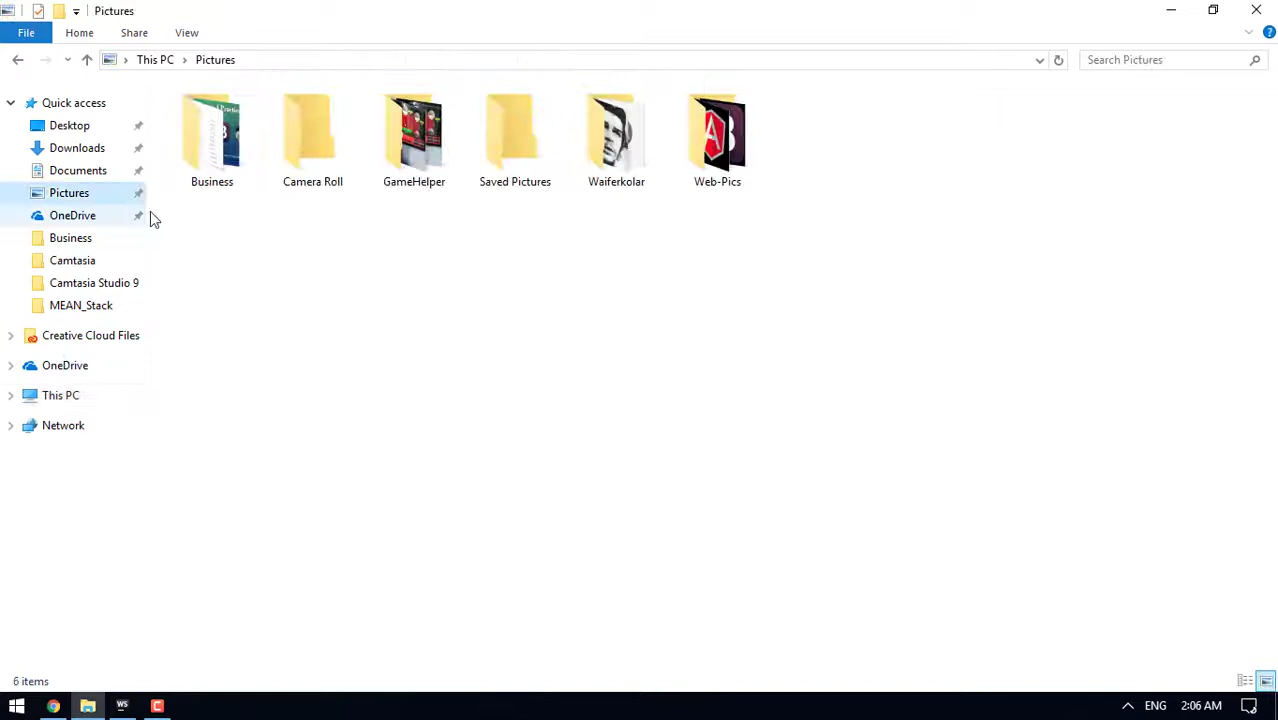 Pictures
File Home Share View
This PC Pictures Search Pictures
Quick access
Desktop
Downloads
Documents
Pictures
OneDrive
Business
Camtasia
Camtasia Studio 9
MEAN_Stack
Creative Cloud Files
OneDrive
This PC
Network
Business Camera Roll GameHelper Saved Pictures Waiferkolar Web-Pics
6 items
WS ENG 2:06 AM